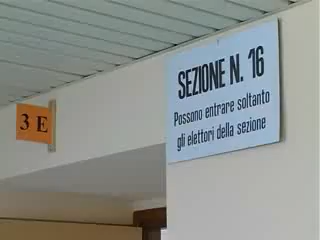 3 E
SEZIONE N. 16
Possono entrare soltanto
gli elettori della sezione